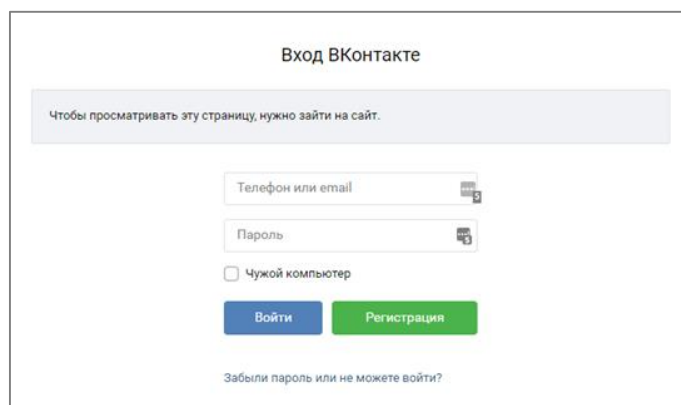 Вход ВКонтакте
Чтобы просматривать эту страницу, нужно зайти на сайт.
Телефон или email
Пароль
Чужой компьютер
Войти Регистрация
Забыли пароль или не можете войти?